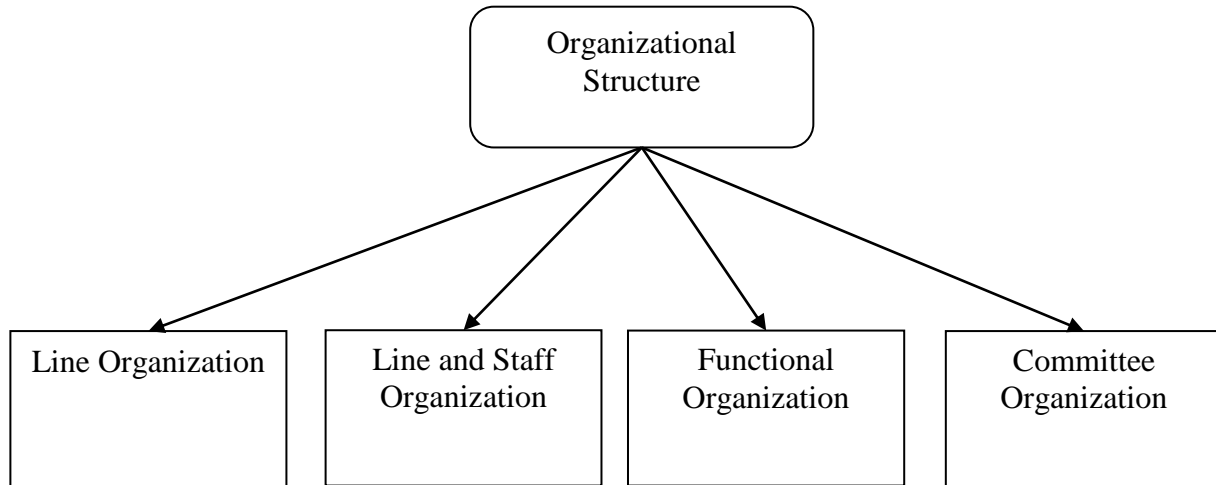 Organizational
Structure
Line Organization
Line and Staff
Organization
Functional
Organization
Committee
Organization